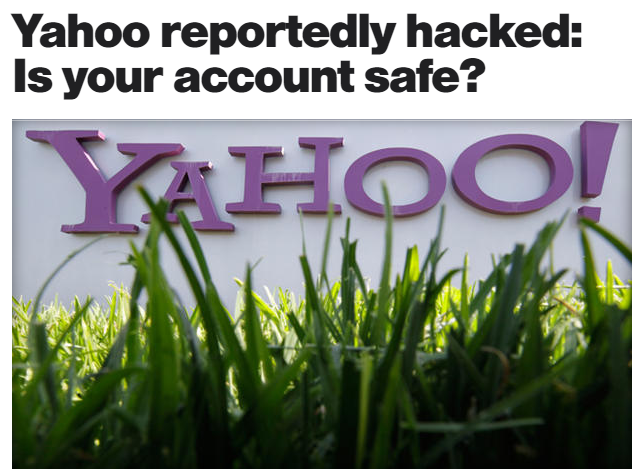 Yahoo reportedly hacked:
Is your account safe?
YAHOO!